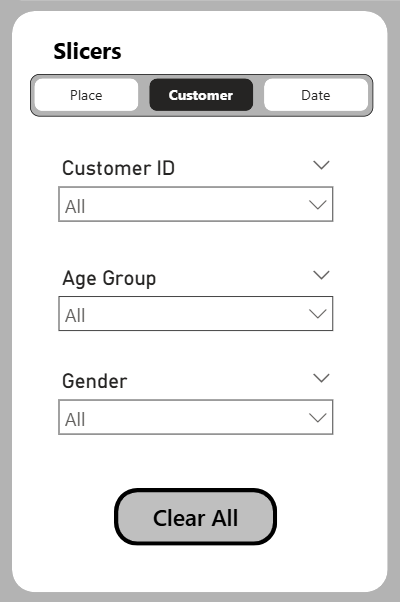 Slicers
Place Customer Date
Customer ID
All
Age Group
All
Gender
All
Clear All